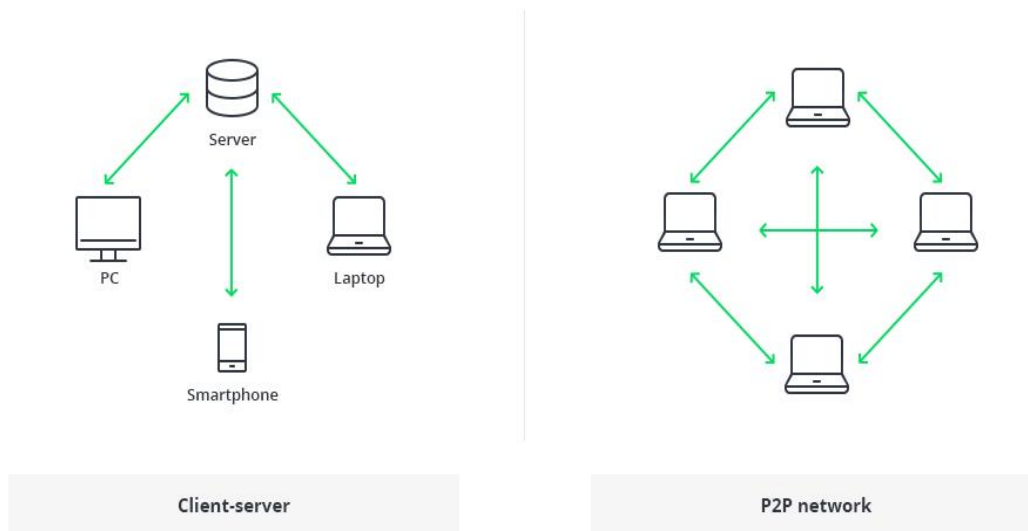 Server
PC
Laptop
Smartphone
Client-server
P2P network